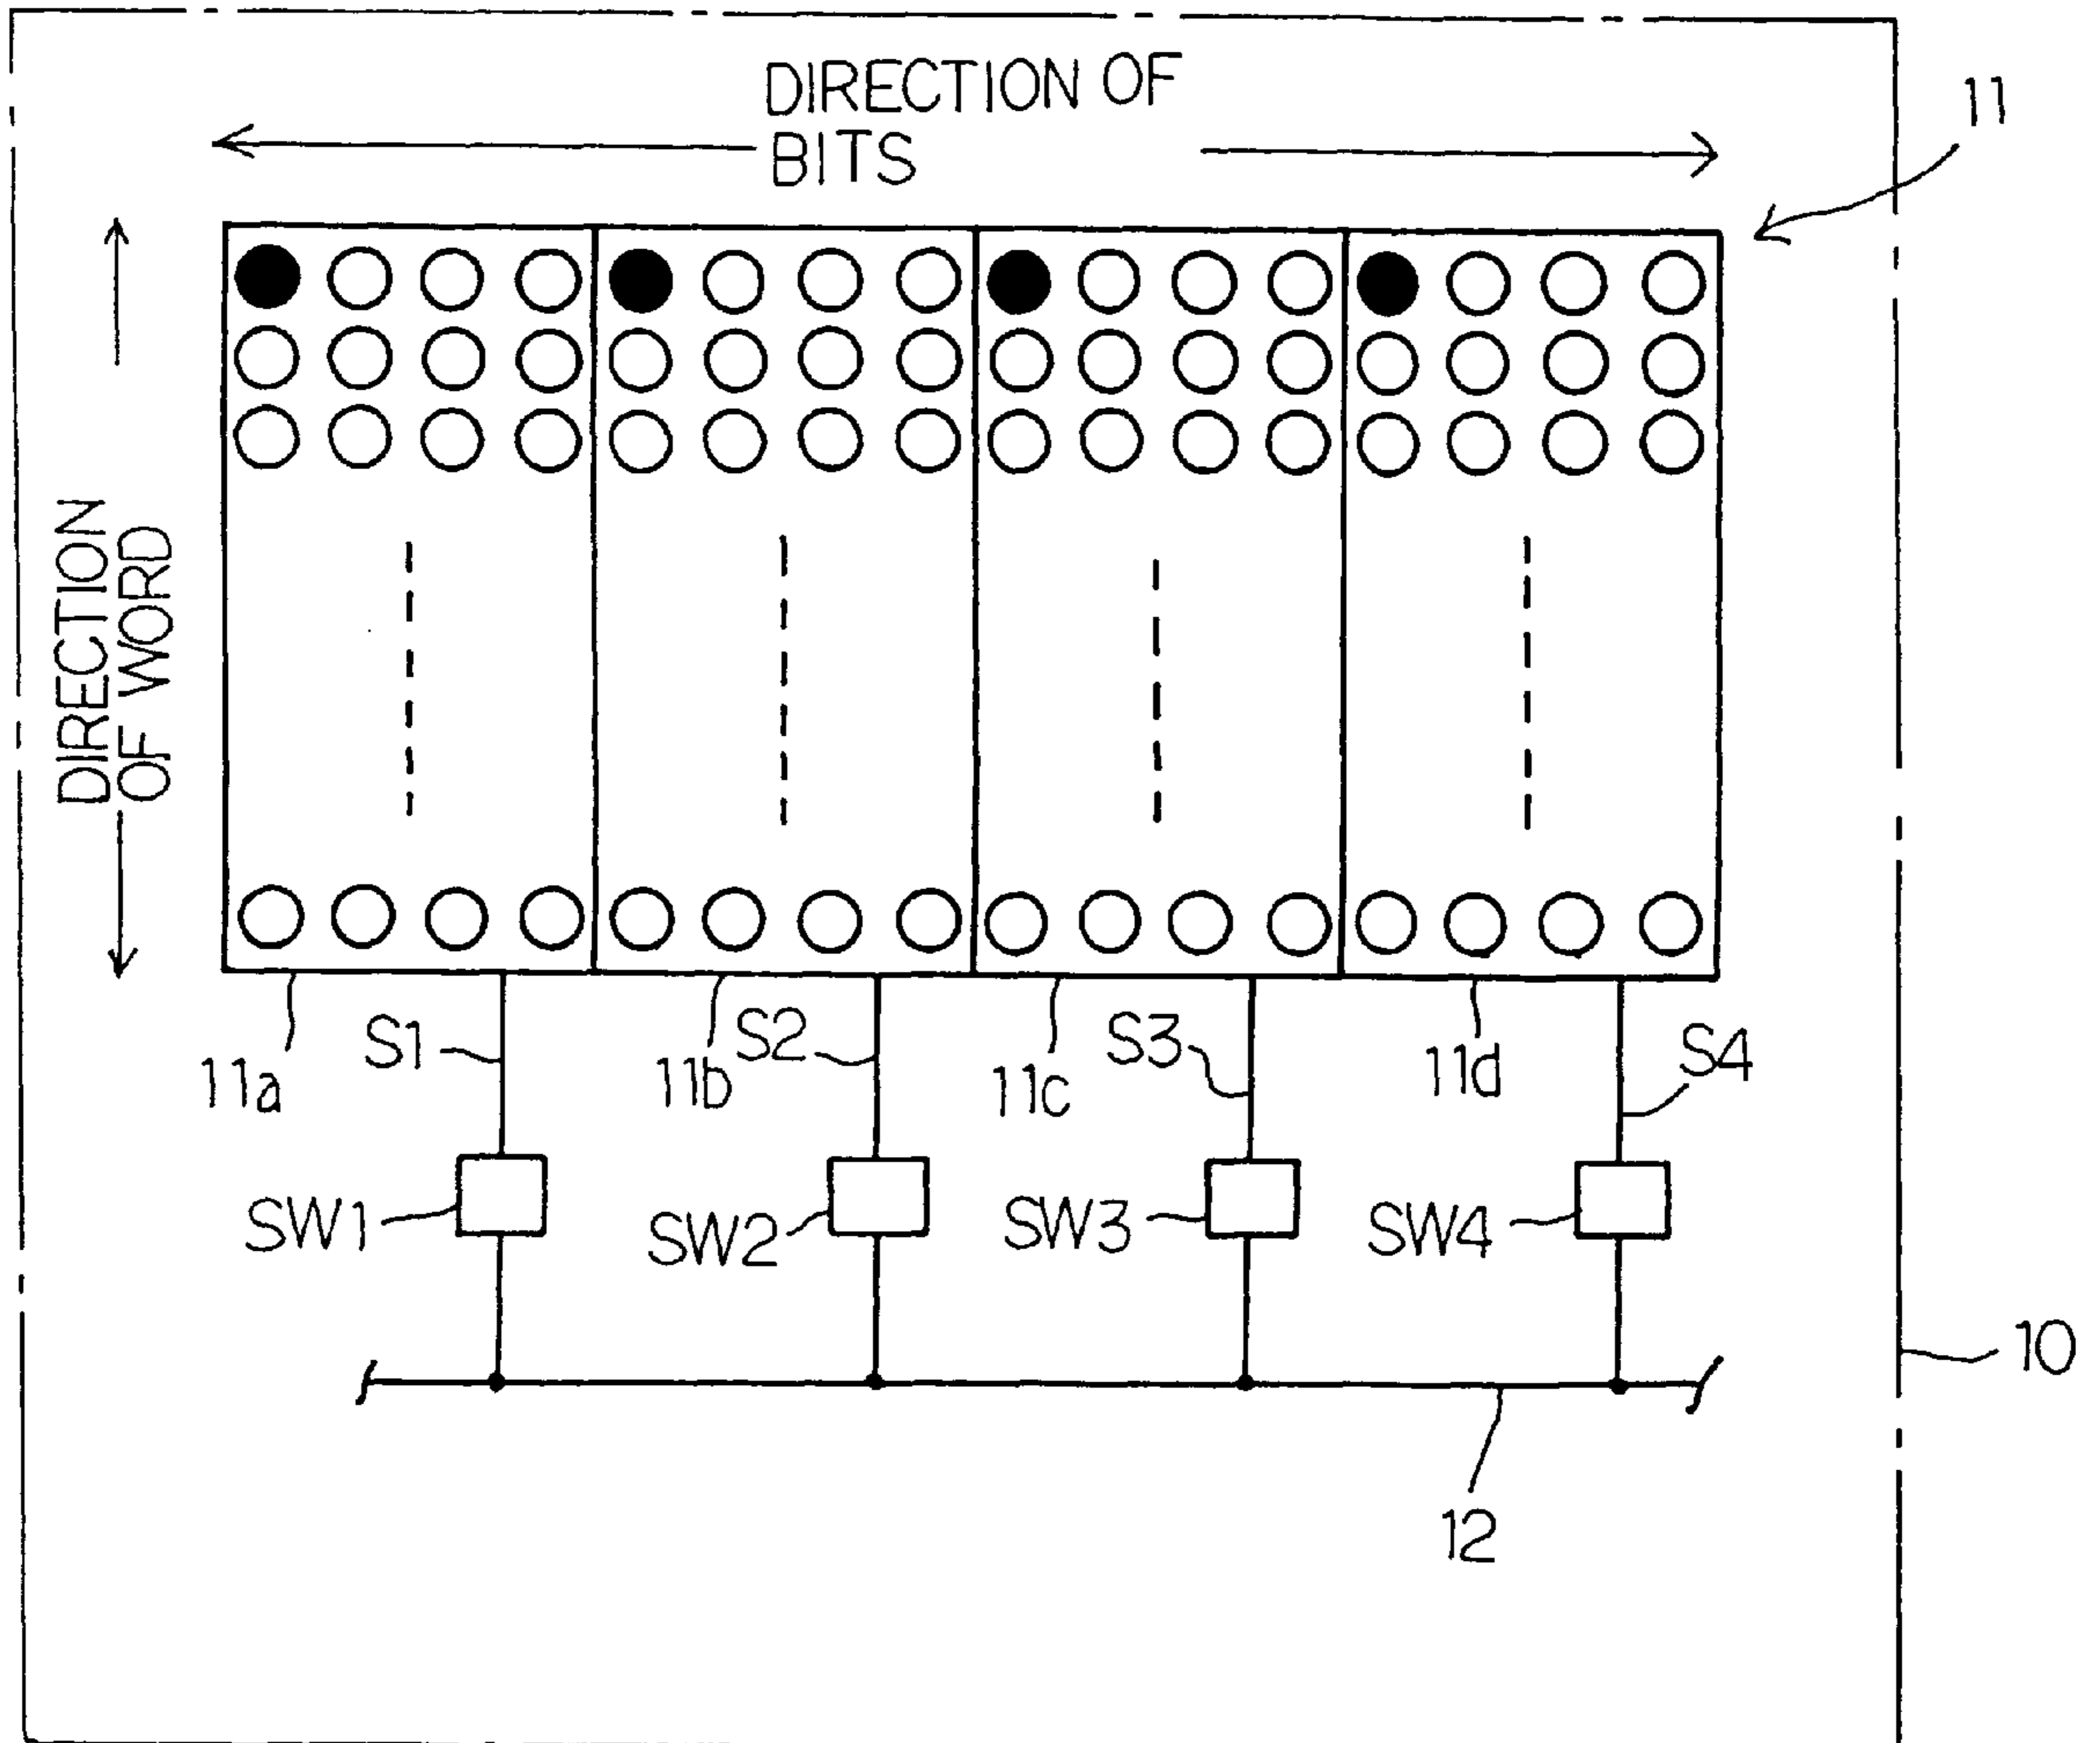 DIRECTION OF
BITS
11
DIRECTION
OF WORD
11a
S1
11b
S2
11c
S3
11d
S4
SW1
SW2
SW3
SW4
10
12